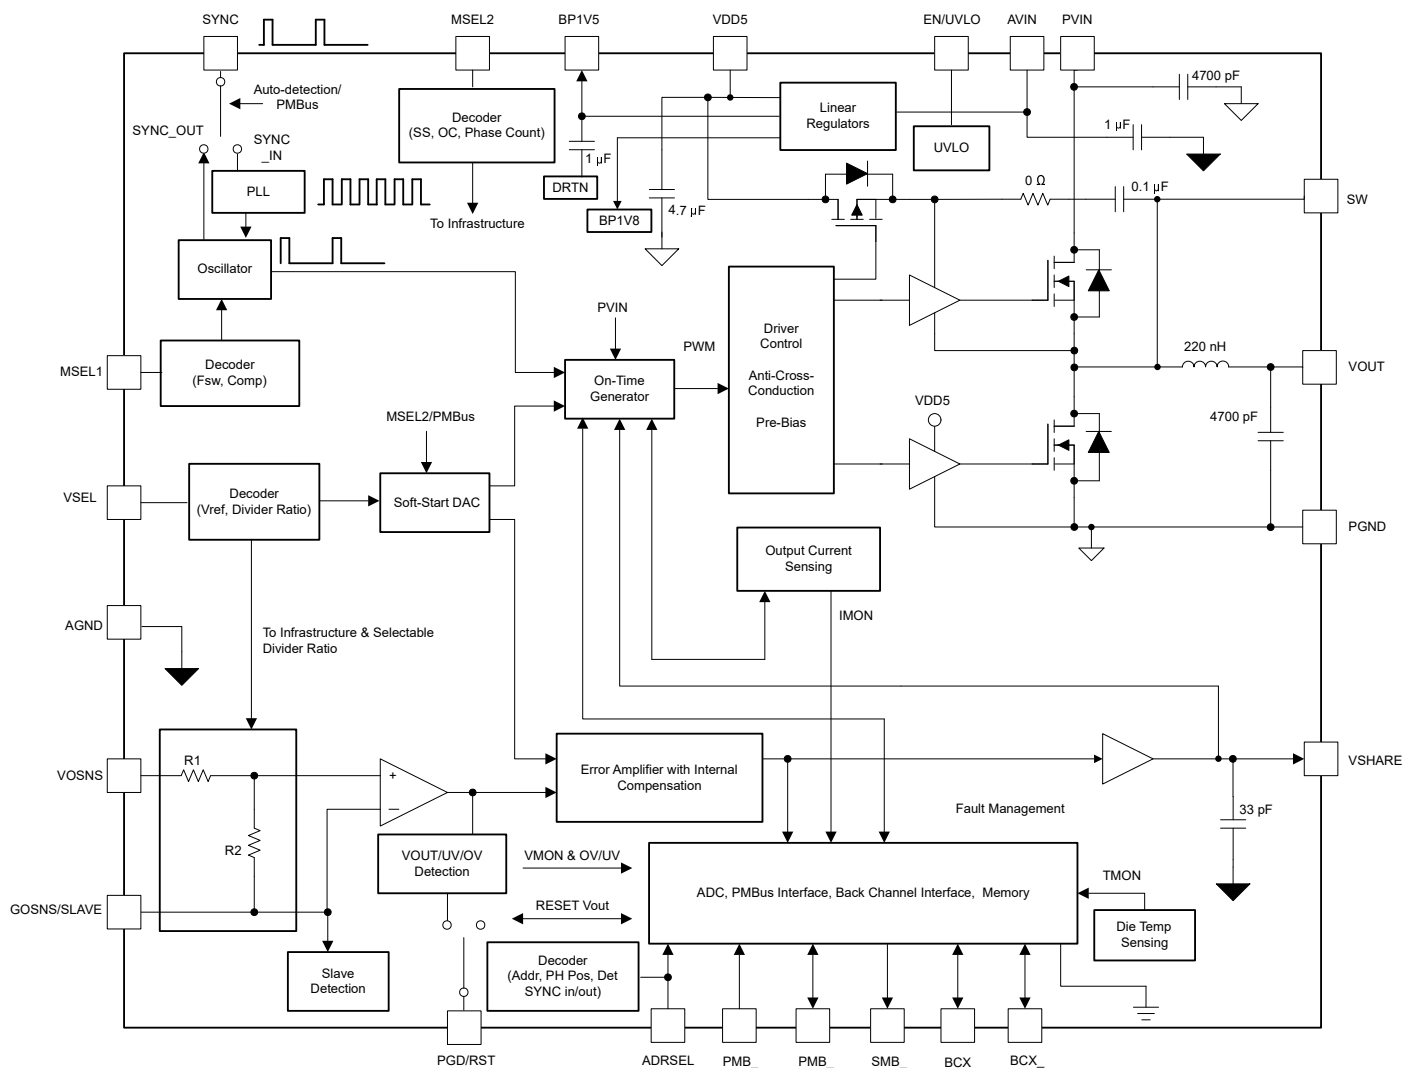 SYNC
MSEL2
BP1V5
VDD5
EN/UVLO
AVIN
PVIN
4700 pF
Auto-detection/
PMBus
Decoder
(SS, OC, Phase Count)
Linear
Regulators
1 µF
SYNC_OUT
SYNC
_IN
UVLO
1 µF
PLL
DRTN
0 Ω
0.1 µF
SW
To Infrastructure
BP1V8
4.7 µF
Oscillator
PVIN
Driver
Control
Anti-Cross-
Conduction
Pre-Bias
PWM
220 nH
VOUT
MSEL1
Decoder
(Fsw, Comp)
On-Time
Generator
VDD5
4700 pF
MSEL2/PMBus
VSEL
Decoder
(Vref, Divider Ratio)
Soft-Start DAC
PGND
Output Current
Sensing
IMON
AGND
To Infrastructure & Selectable
Divider Ratio
VOSNS
R1
+
–
Error Amplifier with Internal
Compensation
VSHARE
Fault Management
33 pF
R2
VOUT/UV/OV
Detection
VMON & OV/UV
ADC, PMBus Interface, Back Channel Interface, Memory
TMON
GOSNS/SLAVE
RESET Vout
Die Temp
Sensing
Slave
Detection
Decoder
(Addr, PH Pos, Det
SYNC in/out)
PGD/RST
ADRSEL
PMB_
PMB_
SMB_
BCX
BCX_